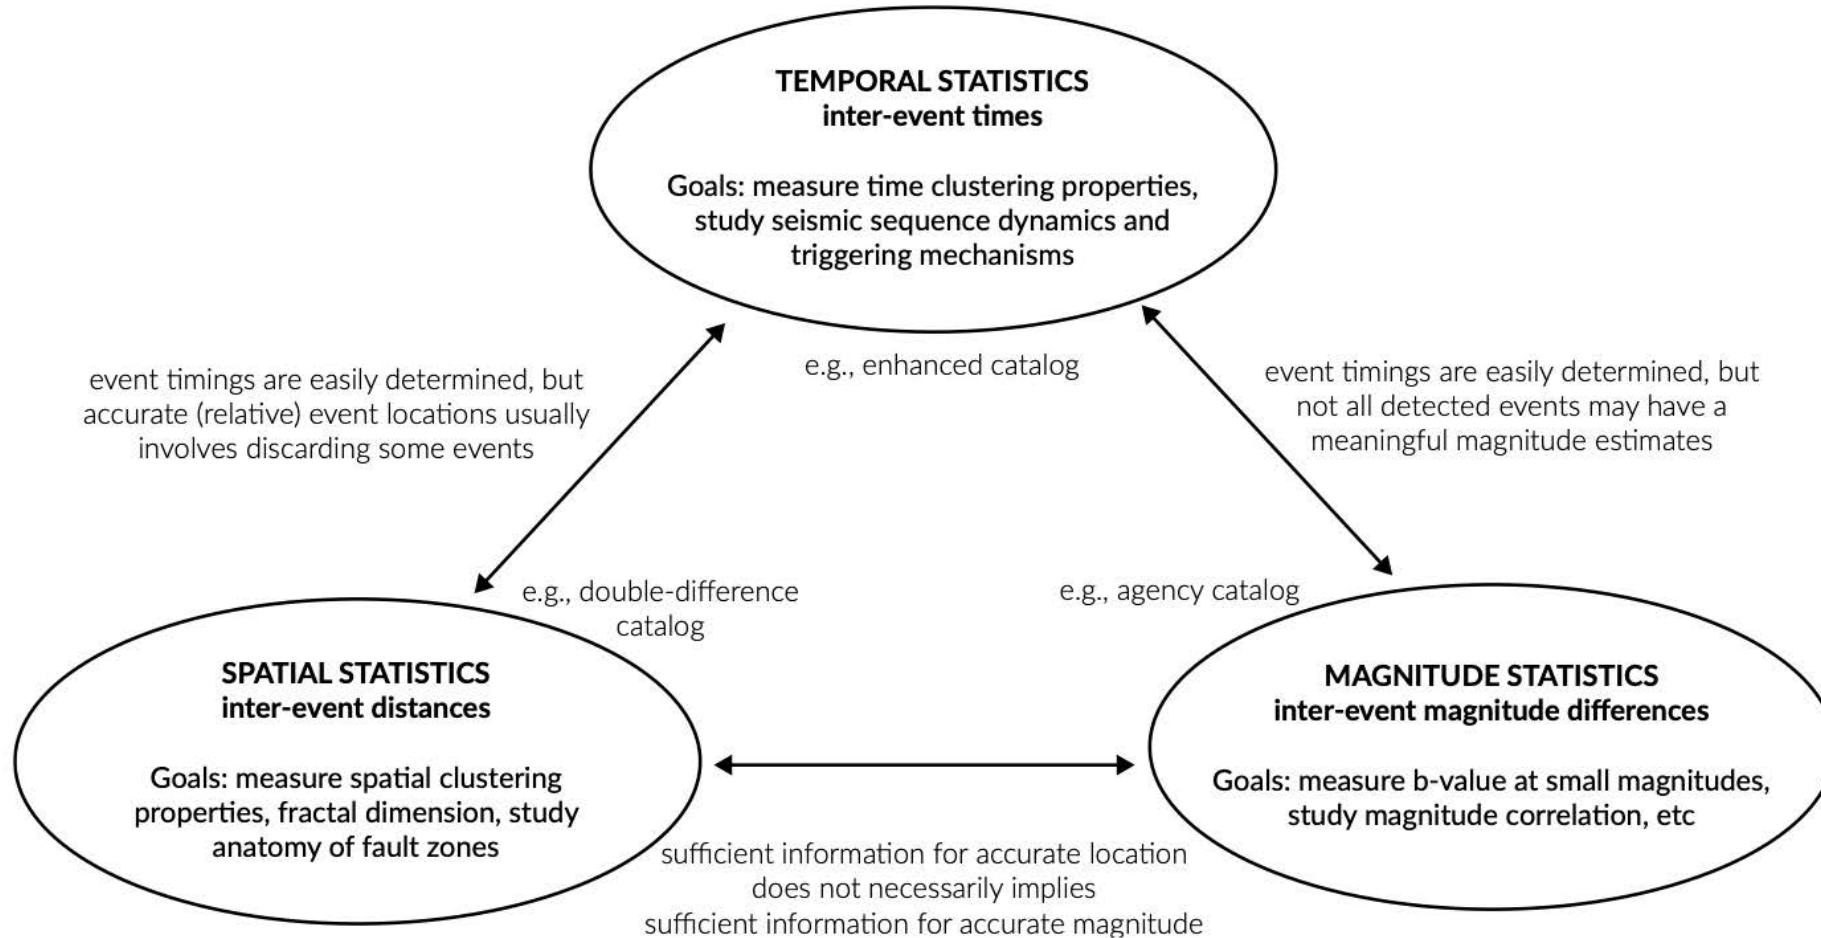 TEMPORAL STATISTICS
inter-event times
Goals: measure time clustering properties,
study seismic sequence dynamics and
triggering mechanisms
e.g., enhanced catalog
event timings are easily determined, but
accurate (relative) event locations usually
involves discarding some events
event timings are easily determined, but
not all detected events may have a
meaningful magnitude estimates
e.g., double-difference
catalog
e.g., agency catalog
SPATIAL STATISTICS
inter-event distances
Goals: measure spatial clustering
properties, fractal dimension, study
anatomy of fault zones
MAGNITUDE STATISTICS
inter-event magnitude differences
Goals: measure b-value at small magnitudes,
study magnitude correlation, etc
sufficient information for accurate location
does not necessarily implies
sufficient information for accurate magnitude